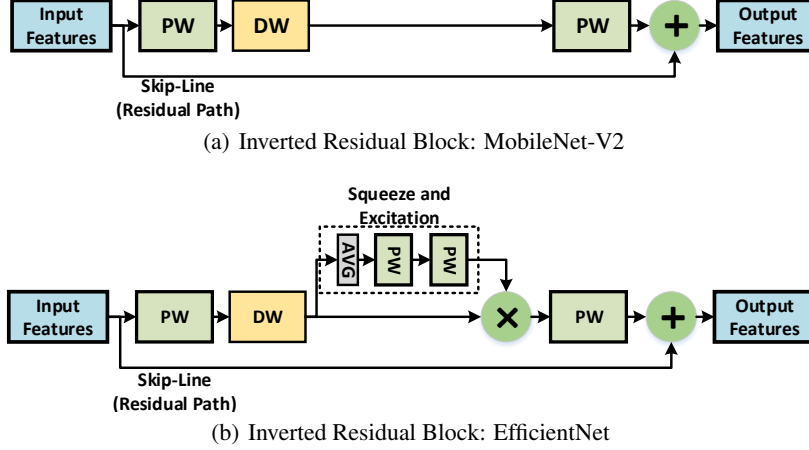 Input
Features
PW
DW
PW
+
Output
Features
Skip-Line
(Residual Path)
(a) Inverted Residual Block: MobileNet-V2
Squeeze and
Excitation
AVG
PW
PW
Input
Features
PW
DW
×
PW
+
Output
Features
Skip-Line
(Residual Path)
(b) Inverted Residual Block: EfficientNet